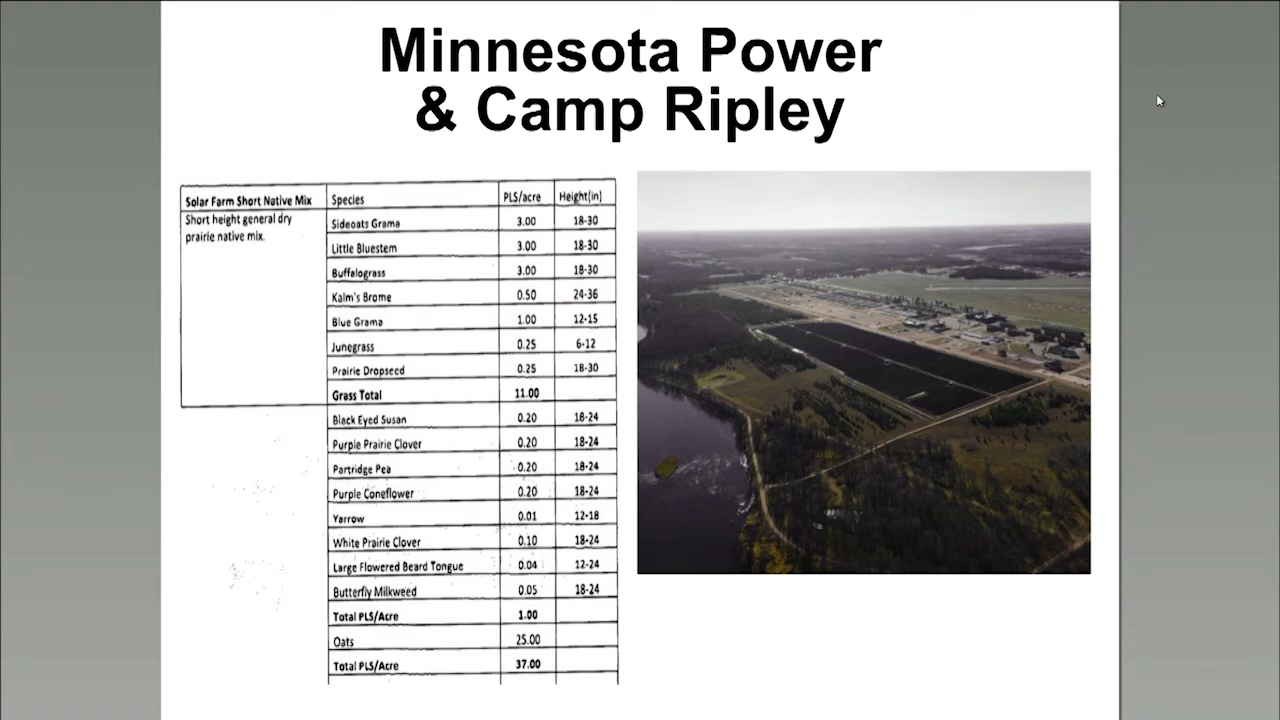 Minnesota Power
& Camp Ripley
Solar Farm Short Native Mix Species PLS/acre Height(in)
Short height general dry
prairie native mix.
Sideoats Grama 3.00 18-30
Little Bluestem 3.00 18-30
Buffalograss 3.00 18-30
Kalm's Brome 0.50 24-36
Blue Grama 1.00 12-15
Junegrass 0.25 6-12
Prairie Dropseed 0.25 18-30
Grass Total 11.00
Black Eyed Susan 0.20 18-24
Purple Prairie Clover 0.20 18-24
Partridge Pea 0.20 18-24
Purple Coneflower 0.20 18-24
Yarrow 0.01 12-18
White Prairie Clover 0.10 18-24
Large Flowered Beard Tongue 0.04 12-24
Butterfly Milkweed 0.05 18-24
Total PLS/Acre 1.00
Oats 25.00
Total PLS/Acre 37.00